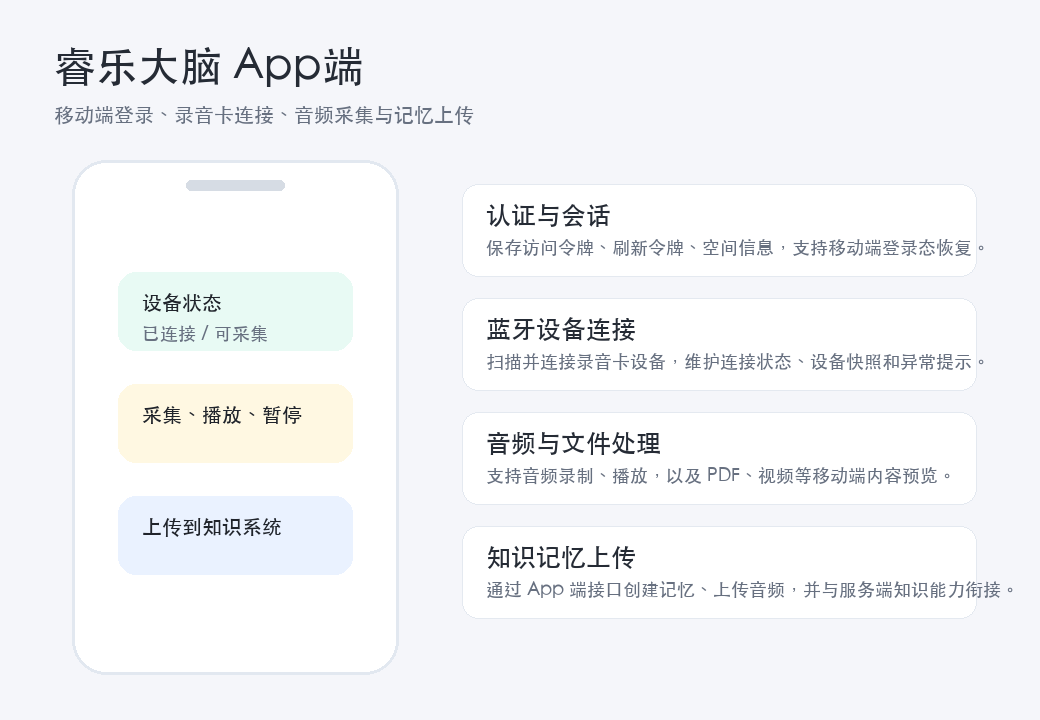 睿乐大脑 App端
移动端登录、录音卡连接、音频采集与记忆上传
设备状态
已连接 / 可采集
采集、播放、暂停
上传到知识系统
认证与会话
保存访问令牌、刷新令牌、空间信息，支持移动端登录态恢复。
蓝牙设备连接
扫描并连接录音卡设备，维护连接状态、设备快照和异常提示。
音频与文件处理
支持音频录制、播放，以及 PDF、视频等移动端内容预览。
知识记忆上传
通过 App 端接口创建记忆、上传音频，并与服务端知识能力衔接。